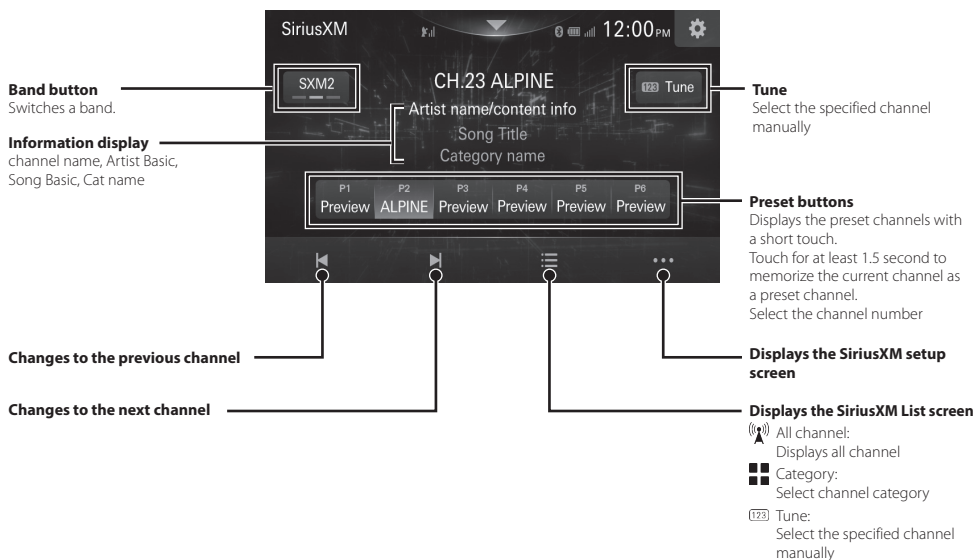 SiriusXM
12:00 PM
SXM2
CH.23 ALPINE
123 Tune
Artist name/content info
Song Title
Category name
P1 P2 P3 P4 P5 P6
Preview ALPINE Preview Preview Preview Preview
Band button
Switches a band.
Information display
channel name, Artist Basic,
Song Basic, Cat name
Changes to the previous channel
Changes to the next channel
Tune
Select the specified channel
manually
Preset buttons
Displays the preset channels with
a short touch.
Touch for at least 1.5 second to
memorize the current channel as
a preset channel.
Select the channel number
Displays the SiriusXM setup
screen
Displays the SiriusXM List screen
All channel:
Displays all channel
Category:
Select channel category
123 Tune:
Select the specified channel
manually